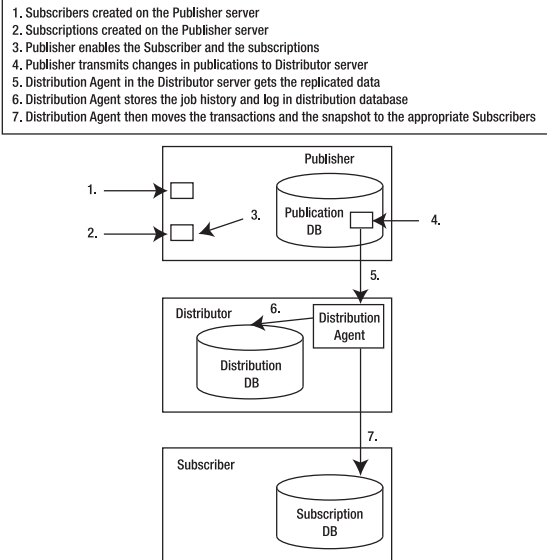 1. Subscribers created on the Publisher server
2. Subscriptions created on the Publisher server
3. Publisher enables the Subscriber and the subscriptions
4. Publisher transmits changes in publications to Distributor server
5. Distribution Agent in the Distributor server gets the replicated data
6. Distribution Agent stores the job history and log in distribution database
7. Distribution Agent then moves the transactions and the snapshot to the appropriate Subscribers
Publisher
1.
Publication
DB
2.
3.
4.
5.
Distributor
6.
Distribution
Agent
Distribution
DB
7.
Subscriber
Subscription
DB